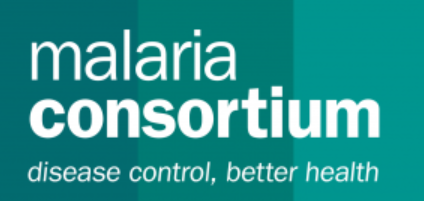 malaria
consortium
disease control, better health